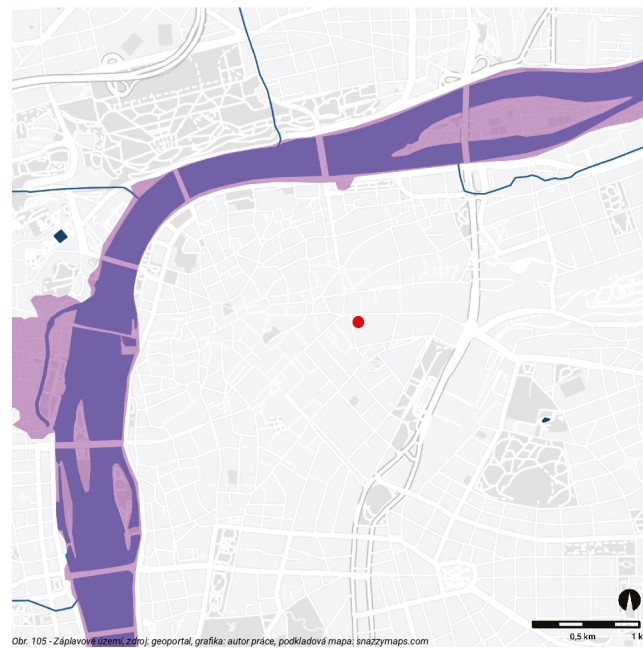 0,5 km
1 k
Obr. 105 - Záplavové území, zdroj: geoportal, grafika: autor práce, podkladová mapa: snazzymaps.com